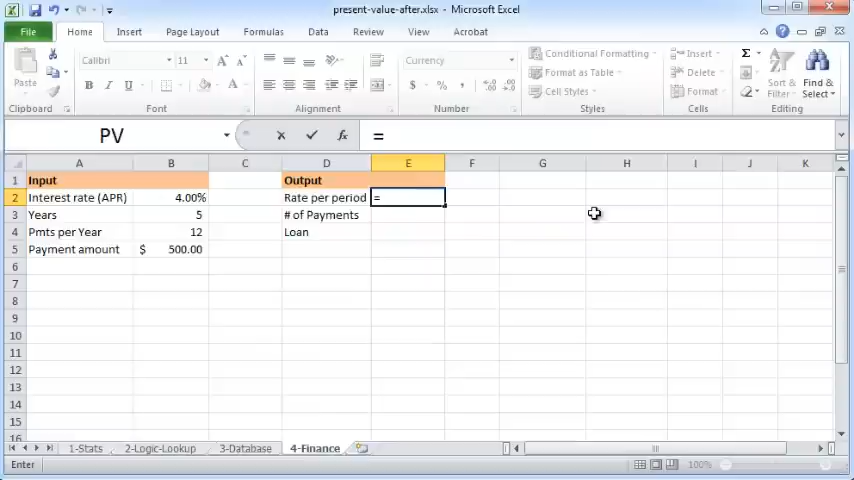 present-value-after.xlsx - Microsoft Excel
File Home Insert Page Layout Formulas Data Review View Acrobat
Paste
Calibri 11
B I U
A A
$ % ,
Currency
Conditional Formatting
Format as Table
Cell Styles
Insert
Delete
Format
Σ
Sort & Filter
Find & Select
Clipboard Font Alignment Number Styles Cells Editing
PV fx =
A B C D E F G H I J K
1 Input Output
2 Interest rate (APR) 4.00% Rate per period =
3 Years 5 # of Payments
4 Pmts per Year 12 Loan
5 Payment amount $ 500.00
6
7
8
9
10
11
12
13
14
15
16
1-Stats 2-Logic-Lookup 3-Database 4-Finance
Enter 100%